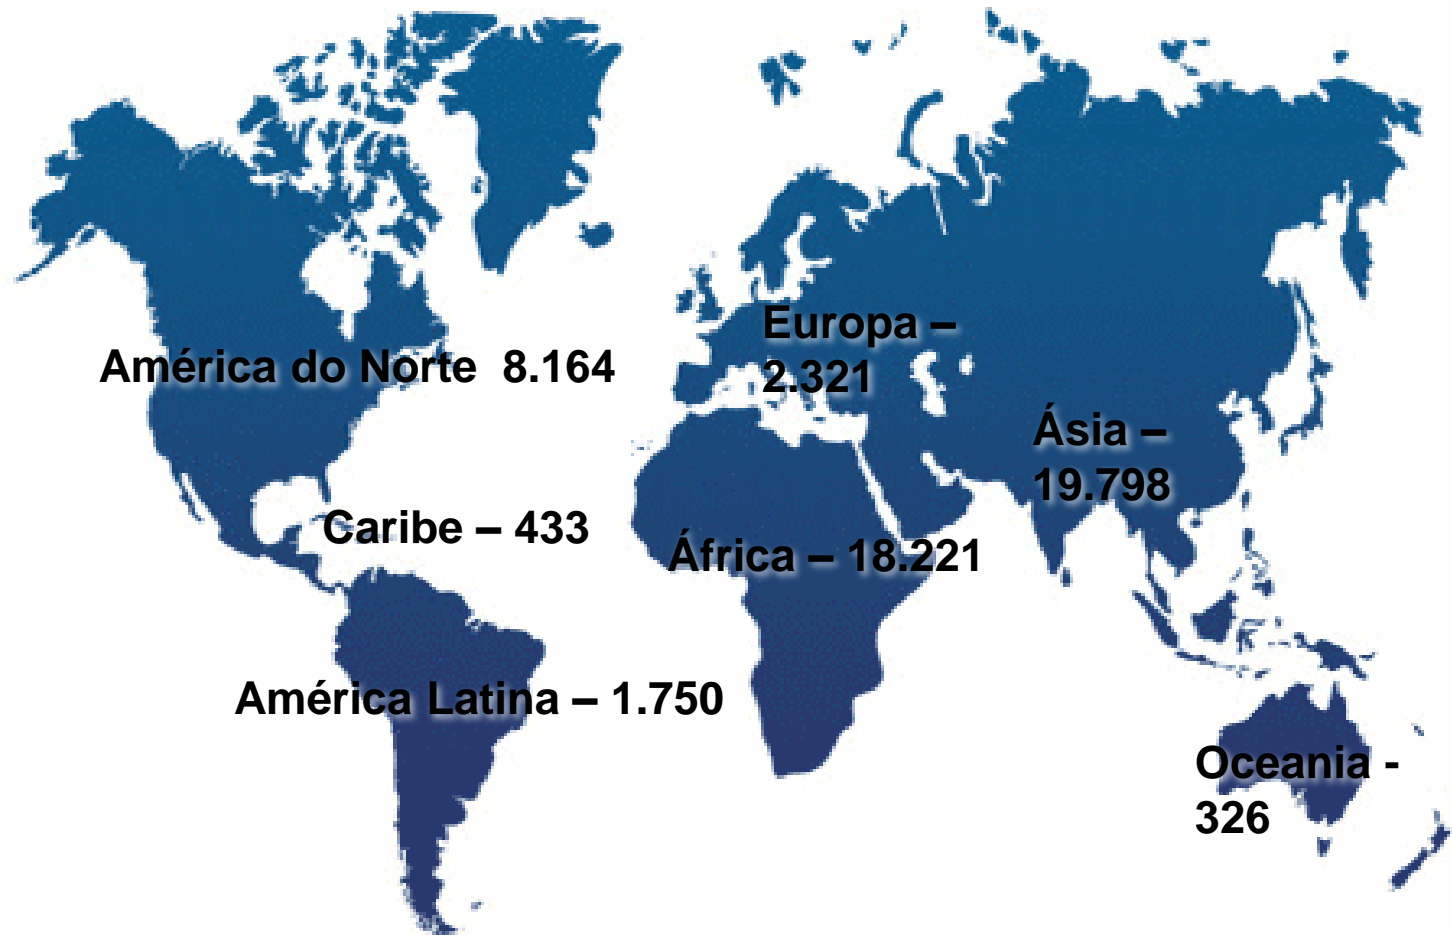 Europa –
2.321
América do Norte  8.164
Ásia –
19.798
Caribe – 433
África – 18.221
América Latina – 1.750
Oceania -
326